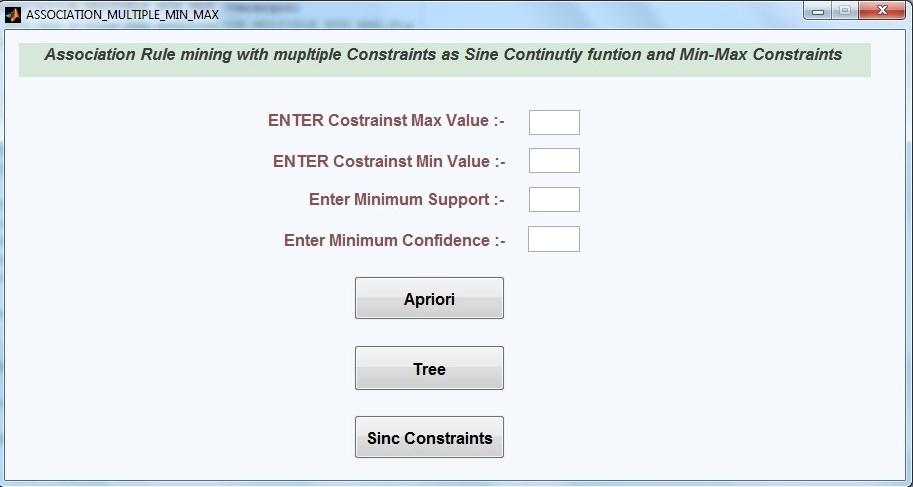 ASSOCIATION_MULTIPLE_MIN_MAX
Association Rule mining with mupltiple Constraints as Sine Continutiy funtion and Min-Max Constraints
ENTER Costrainst Max Value :-
ENTER Costrainst Min Value :-
Enter Minimum Support :-
Enter Minimum Confidence :-
Apriori
Tree
Sinc Constraints